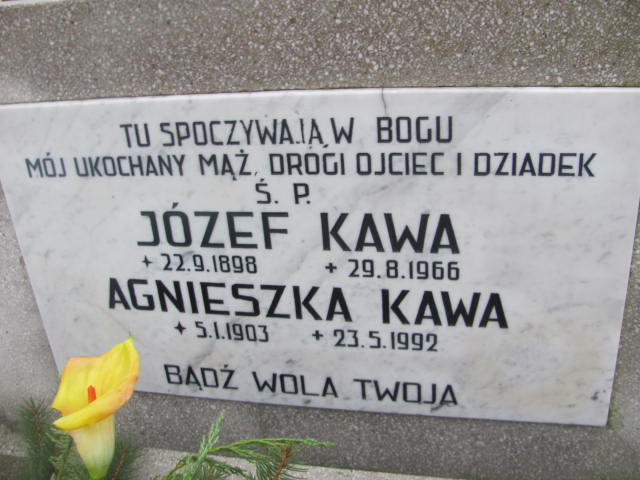 TU SPOCZYWAJĄ W BOGU
MÓJ UKOCHANY MĄŻ, DRÓGI OJCIEC I DZIADEK
Ś. P.
JÓZEF KAWA
✦ 22.9.1898 + 29.8.1966
AGNIESZKA KAWA
✦ 5.1.1903 + 23.5.1992
BĄDŹ WOLA TWOJA